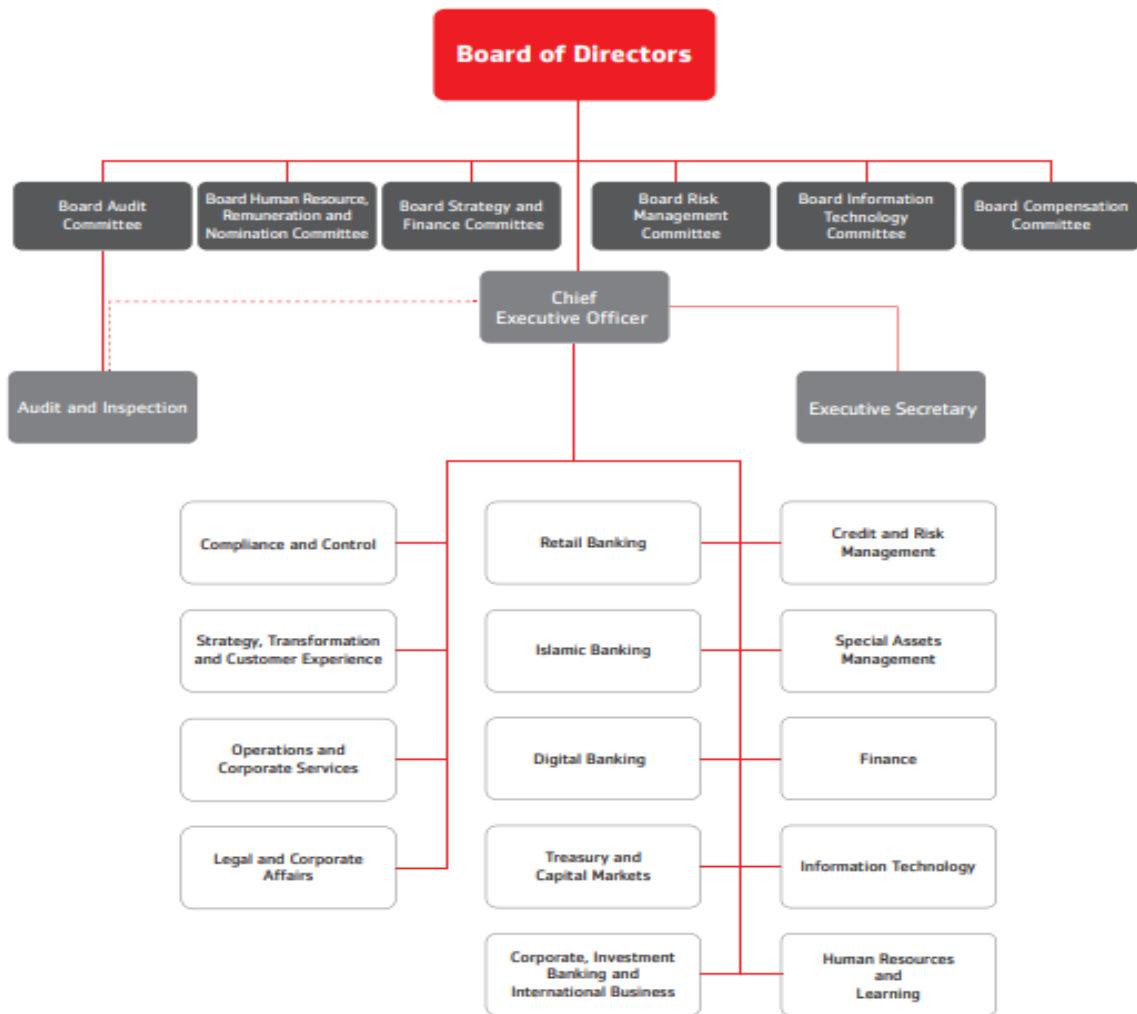 Board of Directors
Board Audit
Committee
Board Human Resource,
Remuneration and
Nomination Committee
Board Strategy and
Finance Committee
Board Risk
Management
Committee
Board Information
Technology
Committee
Board Compensation
Committee
Chief
Executive Officer
Audit and Inspection
Executive Secretary
Compliance and Control
Retail Banking
Credit and Risk
Management
Strategy, Transformation
and Customer Experience
Islamic Banking
Special Assets
Management
Operations and
Corporate Services
Digital Banking
Finance
Legal and Corporate
Affairs
Treasury and
Capital Markets
Information Technology
Corporate, Investment
Banking and
International Business
Human Resources
and
Learning